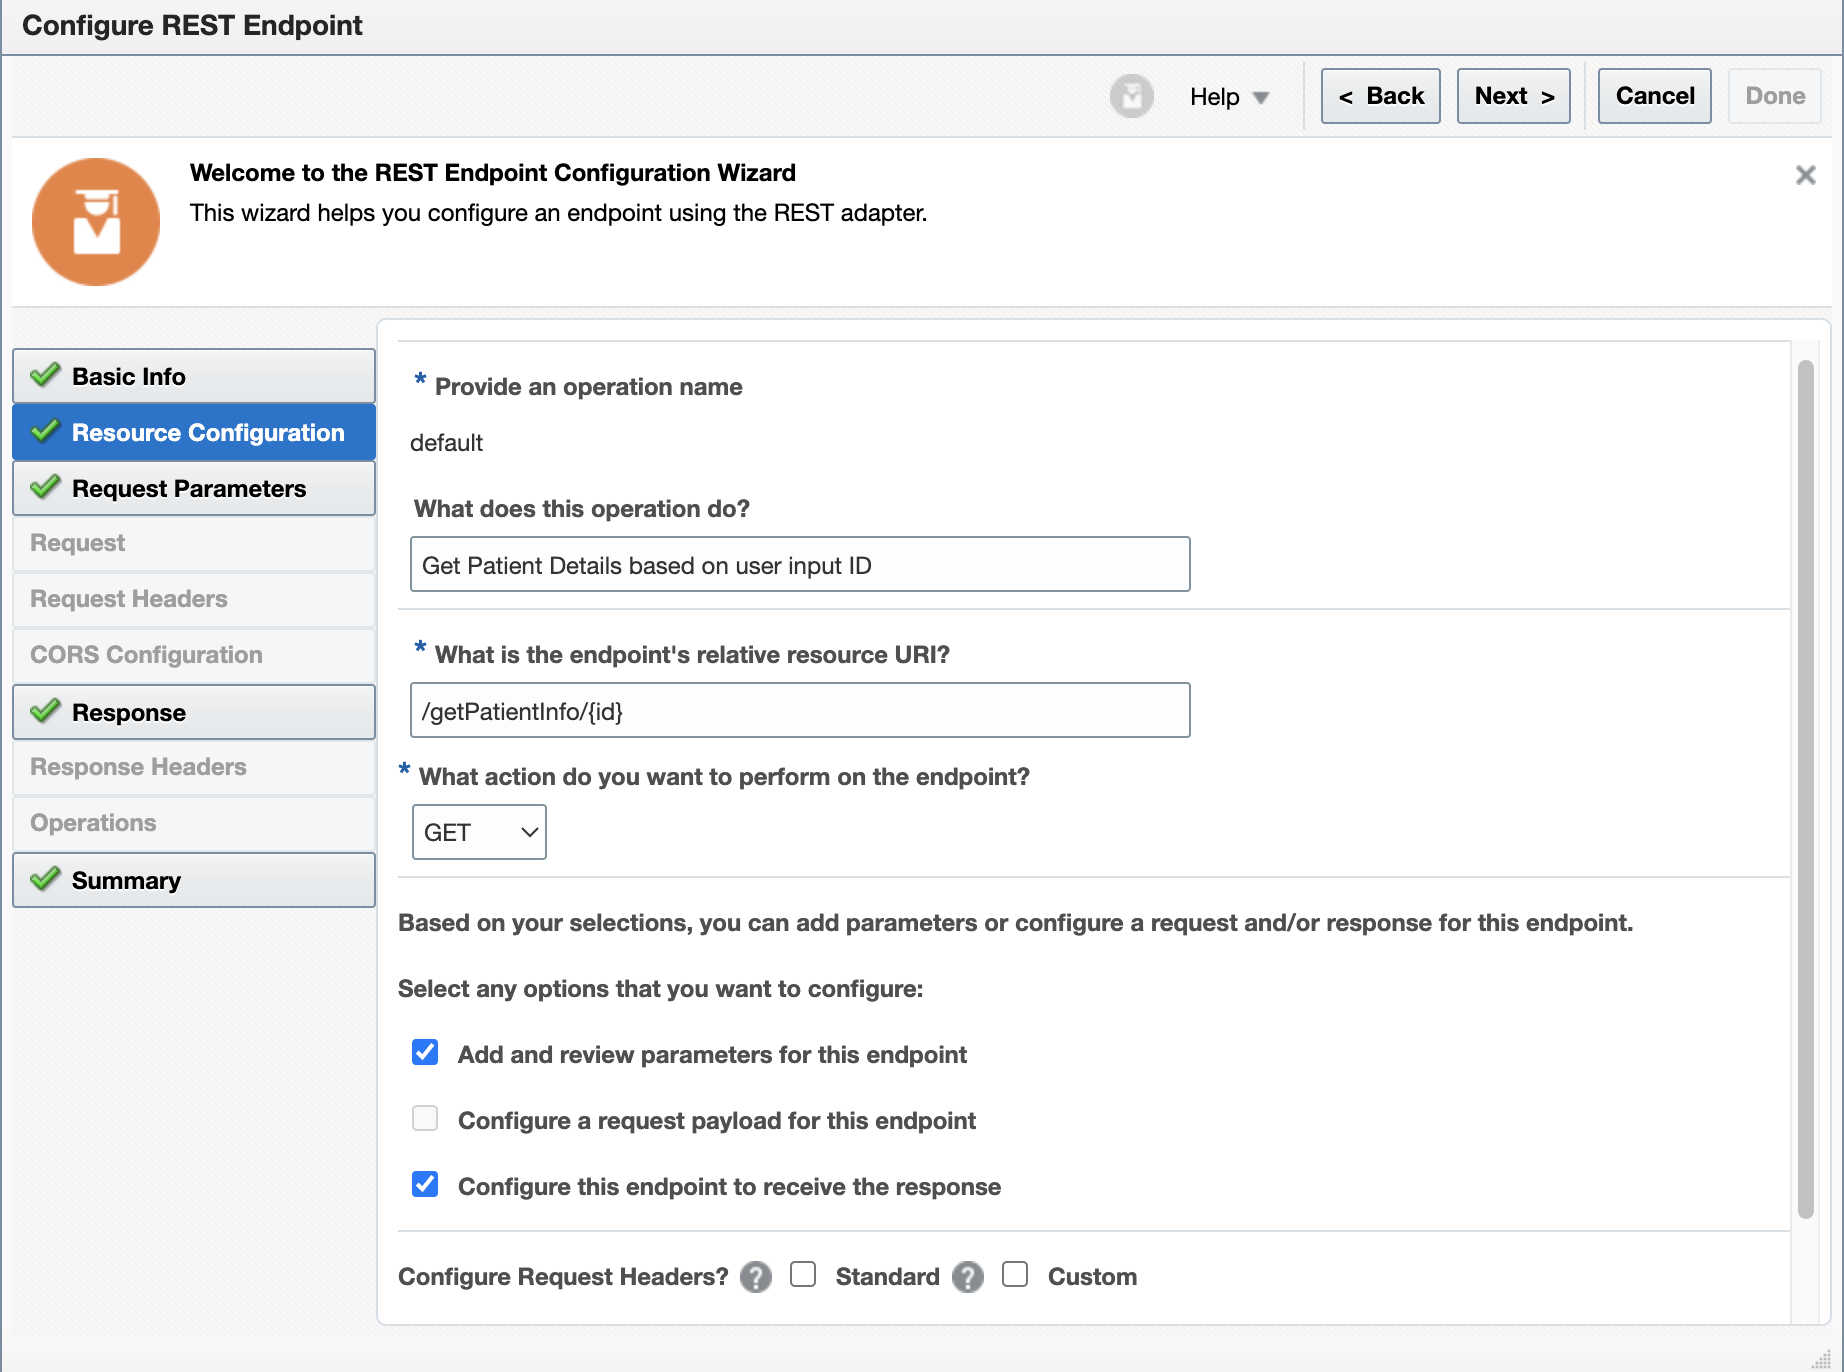 Configure REST Endpoint
Help
< Back
Next >
Cancel
Done
Welcome to the REST Endpoint Configuration Wizard
This wizard helps you configure an endpoint using the REST adapter.
Basic Info
Resource Configuration
Request Parameters
Request
Request Headers
CORS Configuration
Response
Response Headers
Operations
Summary
* Provide an operation name
default
What does this operation do?
Get Patient Details based on user input ID
* What is the endpoint's relative resource URI?
/getPatientInfo/{id}
* What action do you want to perform on the endpoint?
GET
Based on your selections, you can add parameters or configure a request and/or response for this endpoint.
Select any options that you want to configure:
Add and review parameters for this endpoint
Configure a request payload for this endpoint
Configure this endpoint to receive the response
Configure Request Headers? ? Standard ? Custom